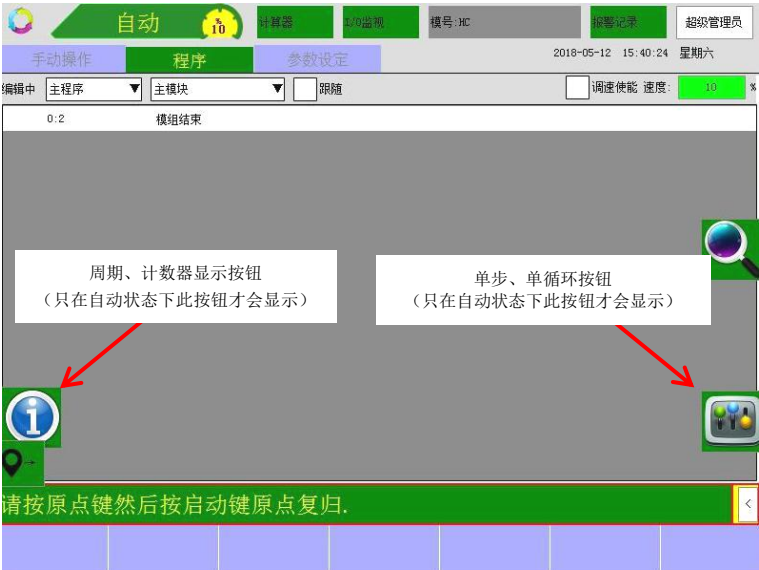 自动
%
10
计算器
I/O监视
模号:HC
报警记录
超级管理员
手动操作
程序
参数设定
2018-05-12 15:40:24 星期六
编辑中
主程序
主模块
跟随
调速使能 速度: 10 %
0:2 模组结束
周期、计数器显示按钮
（只在自动状态下此按钮才会显示）
单步、单循环按钮
（只在自动状态下此按钮才会显示）
请按原点键然后按启动键原点复归.
<